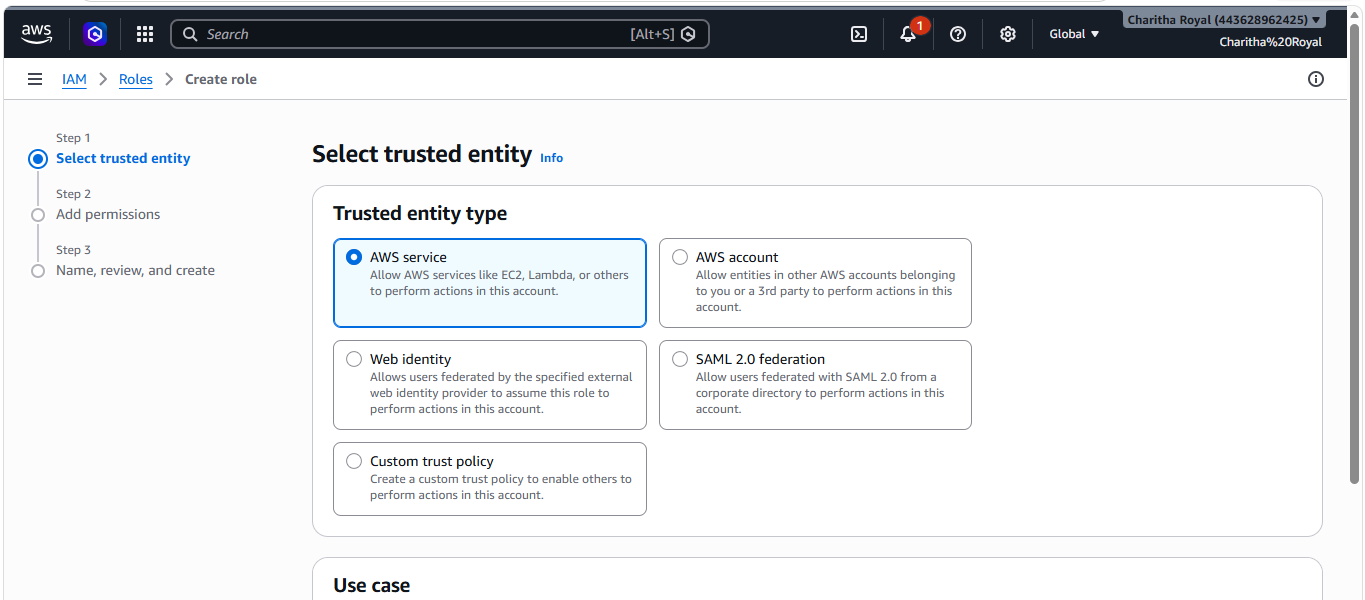 aws
Search
[Alt+S]
1
Global
Charitha Royal (443628962425)
Charitha%20Royal
IAM
Roles
Create role
Step 1
Select trusted entity
Step 2
Add permissions
Step 3
Name, review, and create
Select trusted entity Info
Trusted entity type
AWS service
Allow AWS services like EC2, Lambda, or others
to perform actions in this account.
AWS account
Allow entities in other AWS accounts belonging
to you or a 3rd party to perform actions in this
account.
Web identity
Allows users federated by the specified external
web identity provider to assume this role to
perform actions in this account.
SAML 2.0 federation
Allow users federated with SAML 2.0 from a
corporate directory to perform actions in this
account.
Custom trust policy
Create a custom trust policy to enable others to
perform actions in this account.
Use case